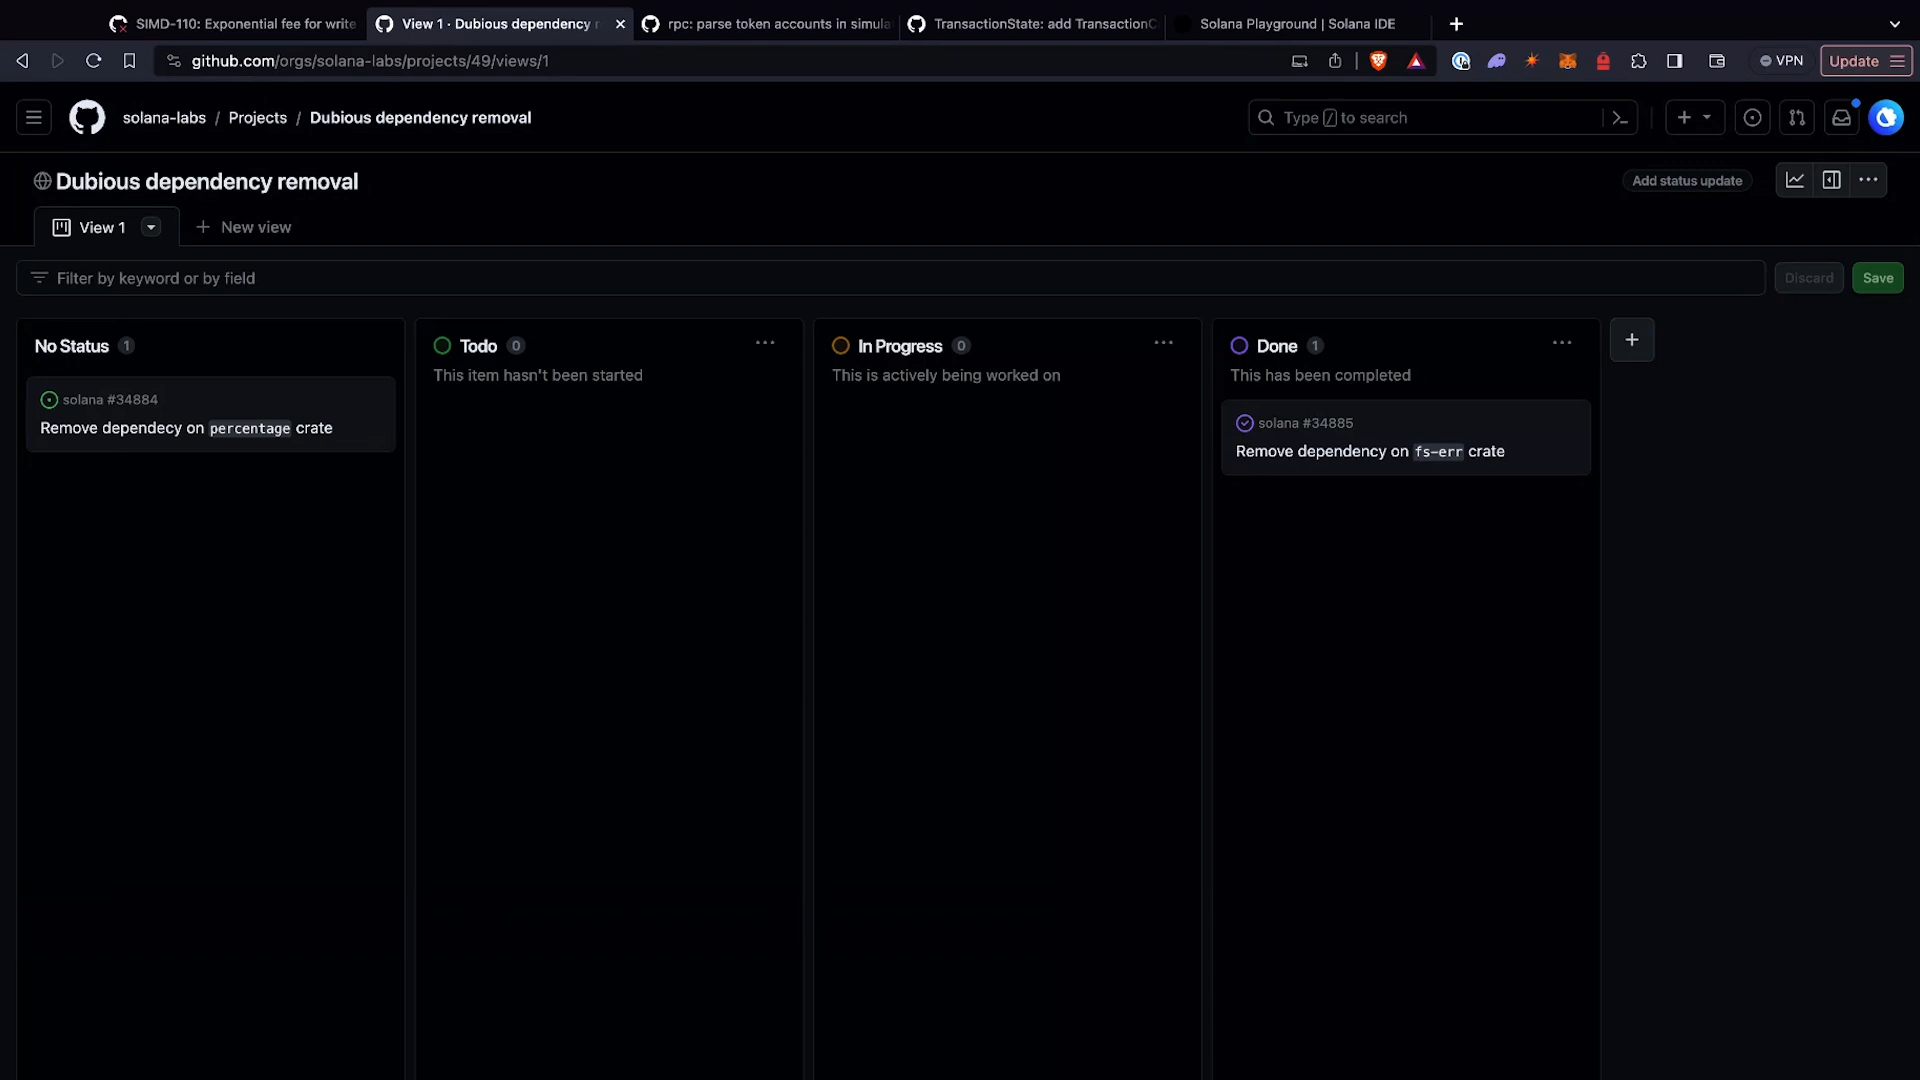 SIMD-110: Exponential fee for write
View 1 · Dubious dependency r
rpc: parse token accounts in simula
TransactionState: add TransactionC
Solana Playground | Solana IDE
github.com/orgs/solana-labs/projects/49/views/1
VPN
Update
solana-labs / Projects / Dubious dependency removal
Type / to search
Dubious dependency removal
Add status update
View 1
New view
Filter by keyword or by field
Discard
Save
No Status 1
solana #34884
Remove dependecy on percentage crate
Todo 0
This item hasn't been started
In Progress 0
This is actively being worked on
Done 1
This has been completed
solana #34885
Remove dependency on fs-err crate